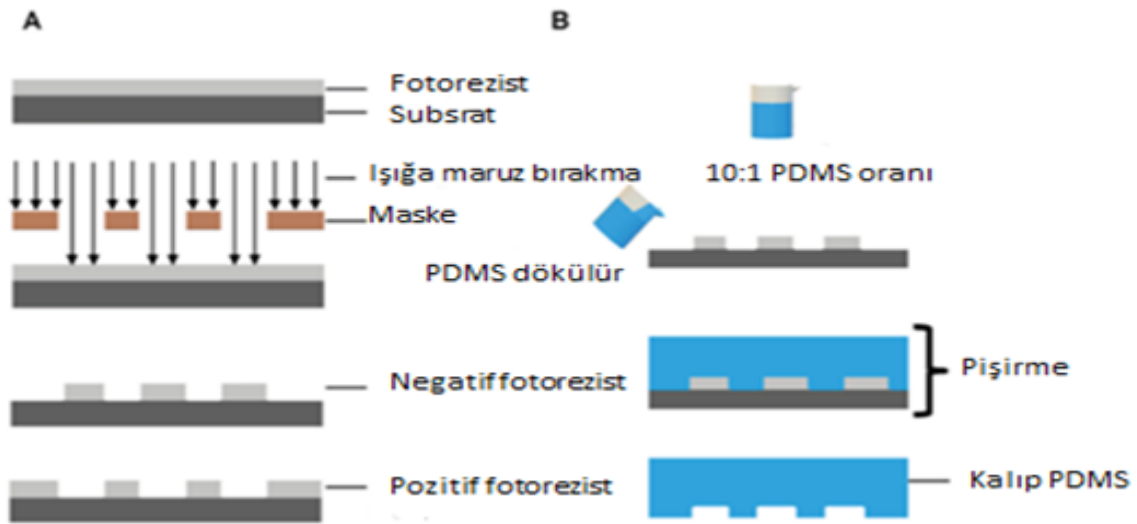 A
Fotorezist
Subsrat
Işığa maruz bırakma
Maske
Negatif fotorezist
Pozitif fotorezist
B
10:1 PDMS oranı
PDMS dökülür
Pişirme
Kalıp PDMS